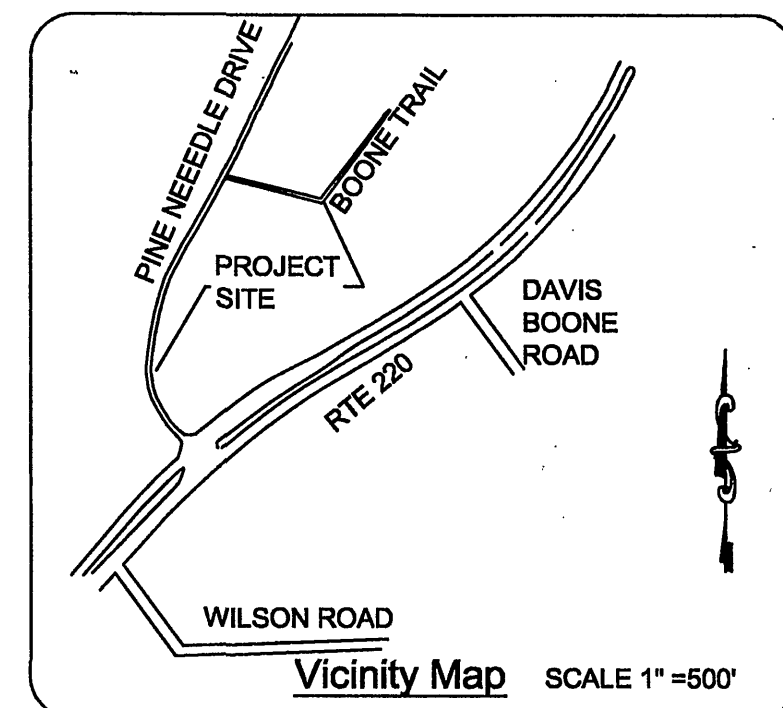 PINE NEEEDLE DRIVE
BOONE TRAIL
PROJECT
SITE
DAVIS
BOONE
ROAD
RTE 220
WILSON ROAD
Vicinity Map SCALE 1" =500'